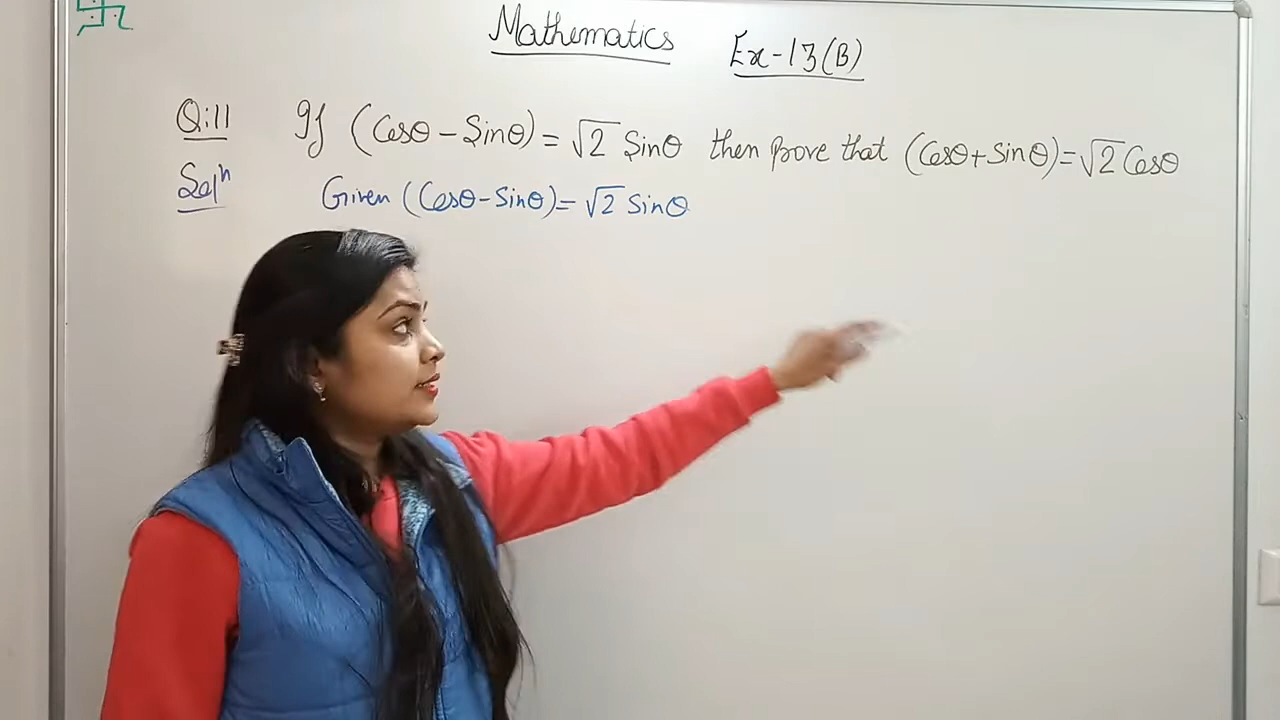 Mathematics Ex-13(B)
Q:11 If (Cosθ - Sinθ) = √2 Sinθ then prove that (Cosθ + Sinθ) = √2 Cosθ
Solⁿ Given (Cosθ - Sinθ) = √2 Sinθ